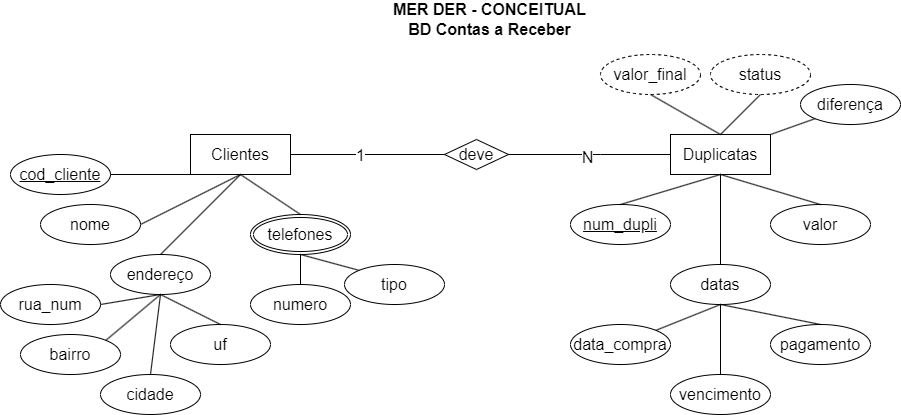 MER DER - CONCEITUAL
BD Contas a Receber
valor_final
status
diferença
Clientes
1
deve
N
Duplicatas
cod_cliente
nome
telefones
num_dupli
valor
endereço
tipo
datas
rua_num
numero
bairro
uf
data_compra
pagamento
cidade
vencimento